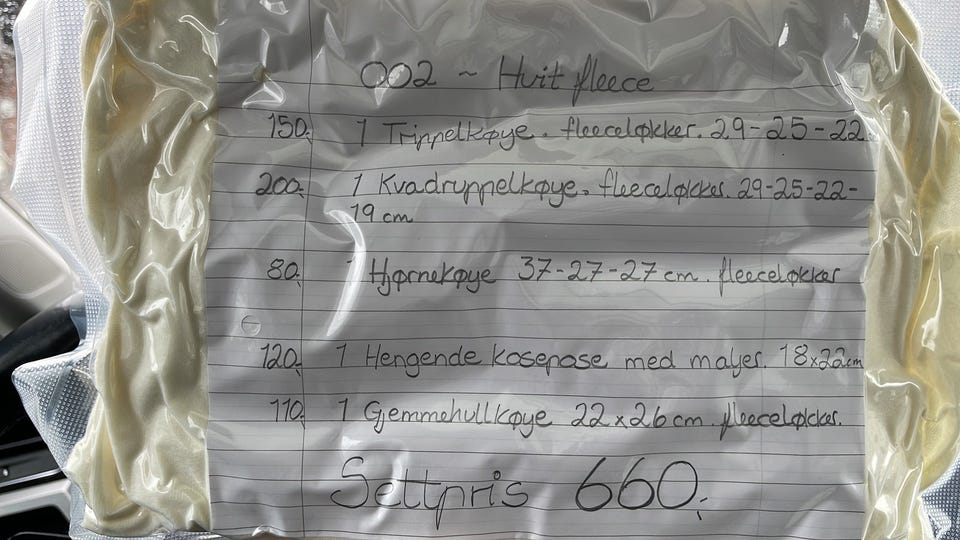 002 ~ Hvit fleece
150,- 1 Trippelkøye. fleeceløkker. 29-25-22.
200,- 1 Kvadruppelkøye. fleeceløkker. 29-25-22-
19 cm
80,- 1 Hjørnekøye 37-27-27 cm. fleeceløkker
120,- 1 Hengende kosepose med maljer. 18x22cm
110,- 1 Gjemmehullkøye 22x26 cm. fleeceløkker.
Settpris 660,-